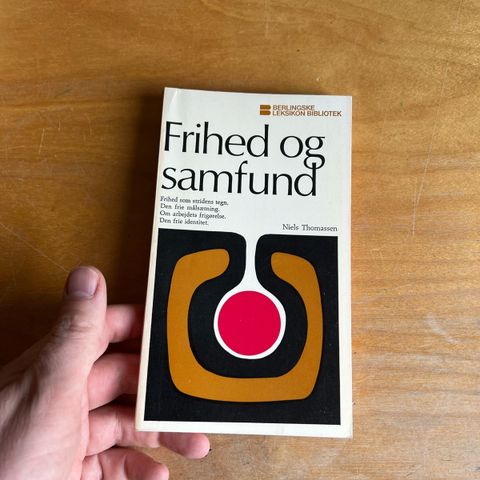 BERLINGSKE
LEKSIKON BIBLIOTEK
Frihed og
samfund
Frihed som stridens tegn.
Den frie målsætning.
Om arbejdets frigørelse.
Den frie identitet.
Niels Thomassen